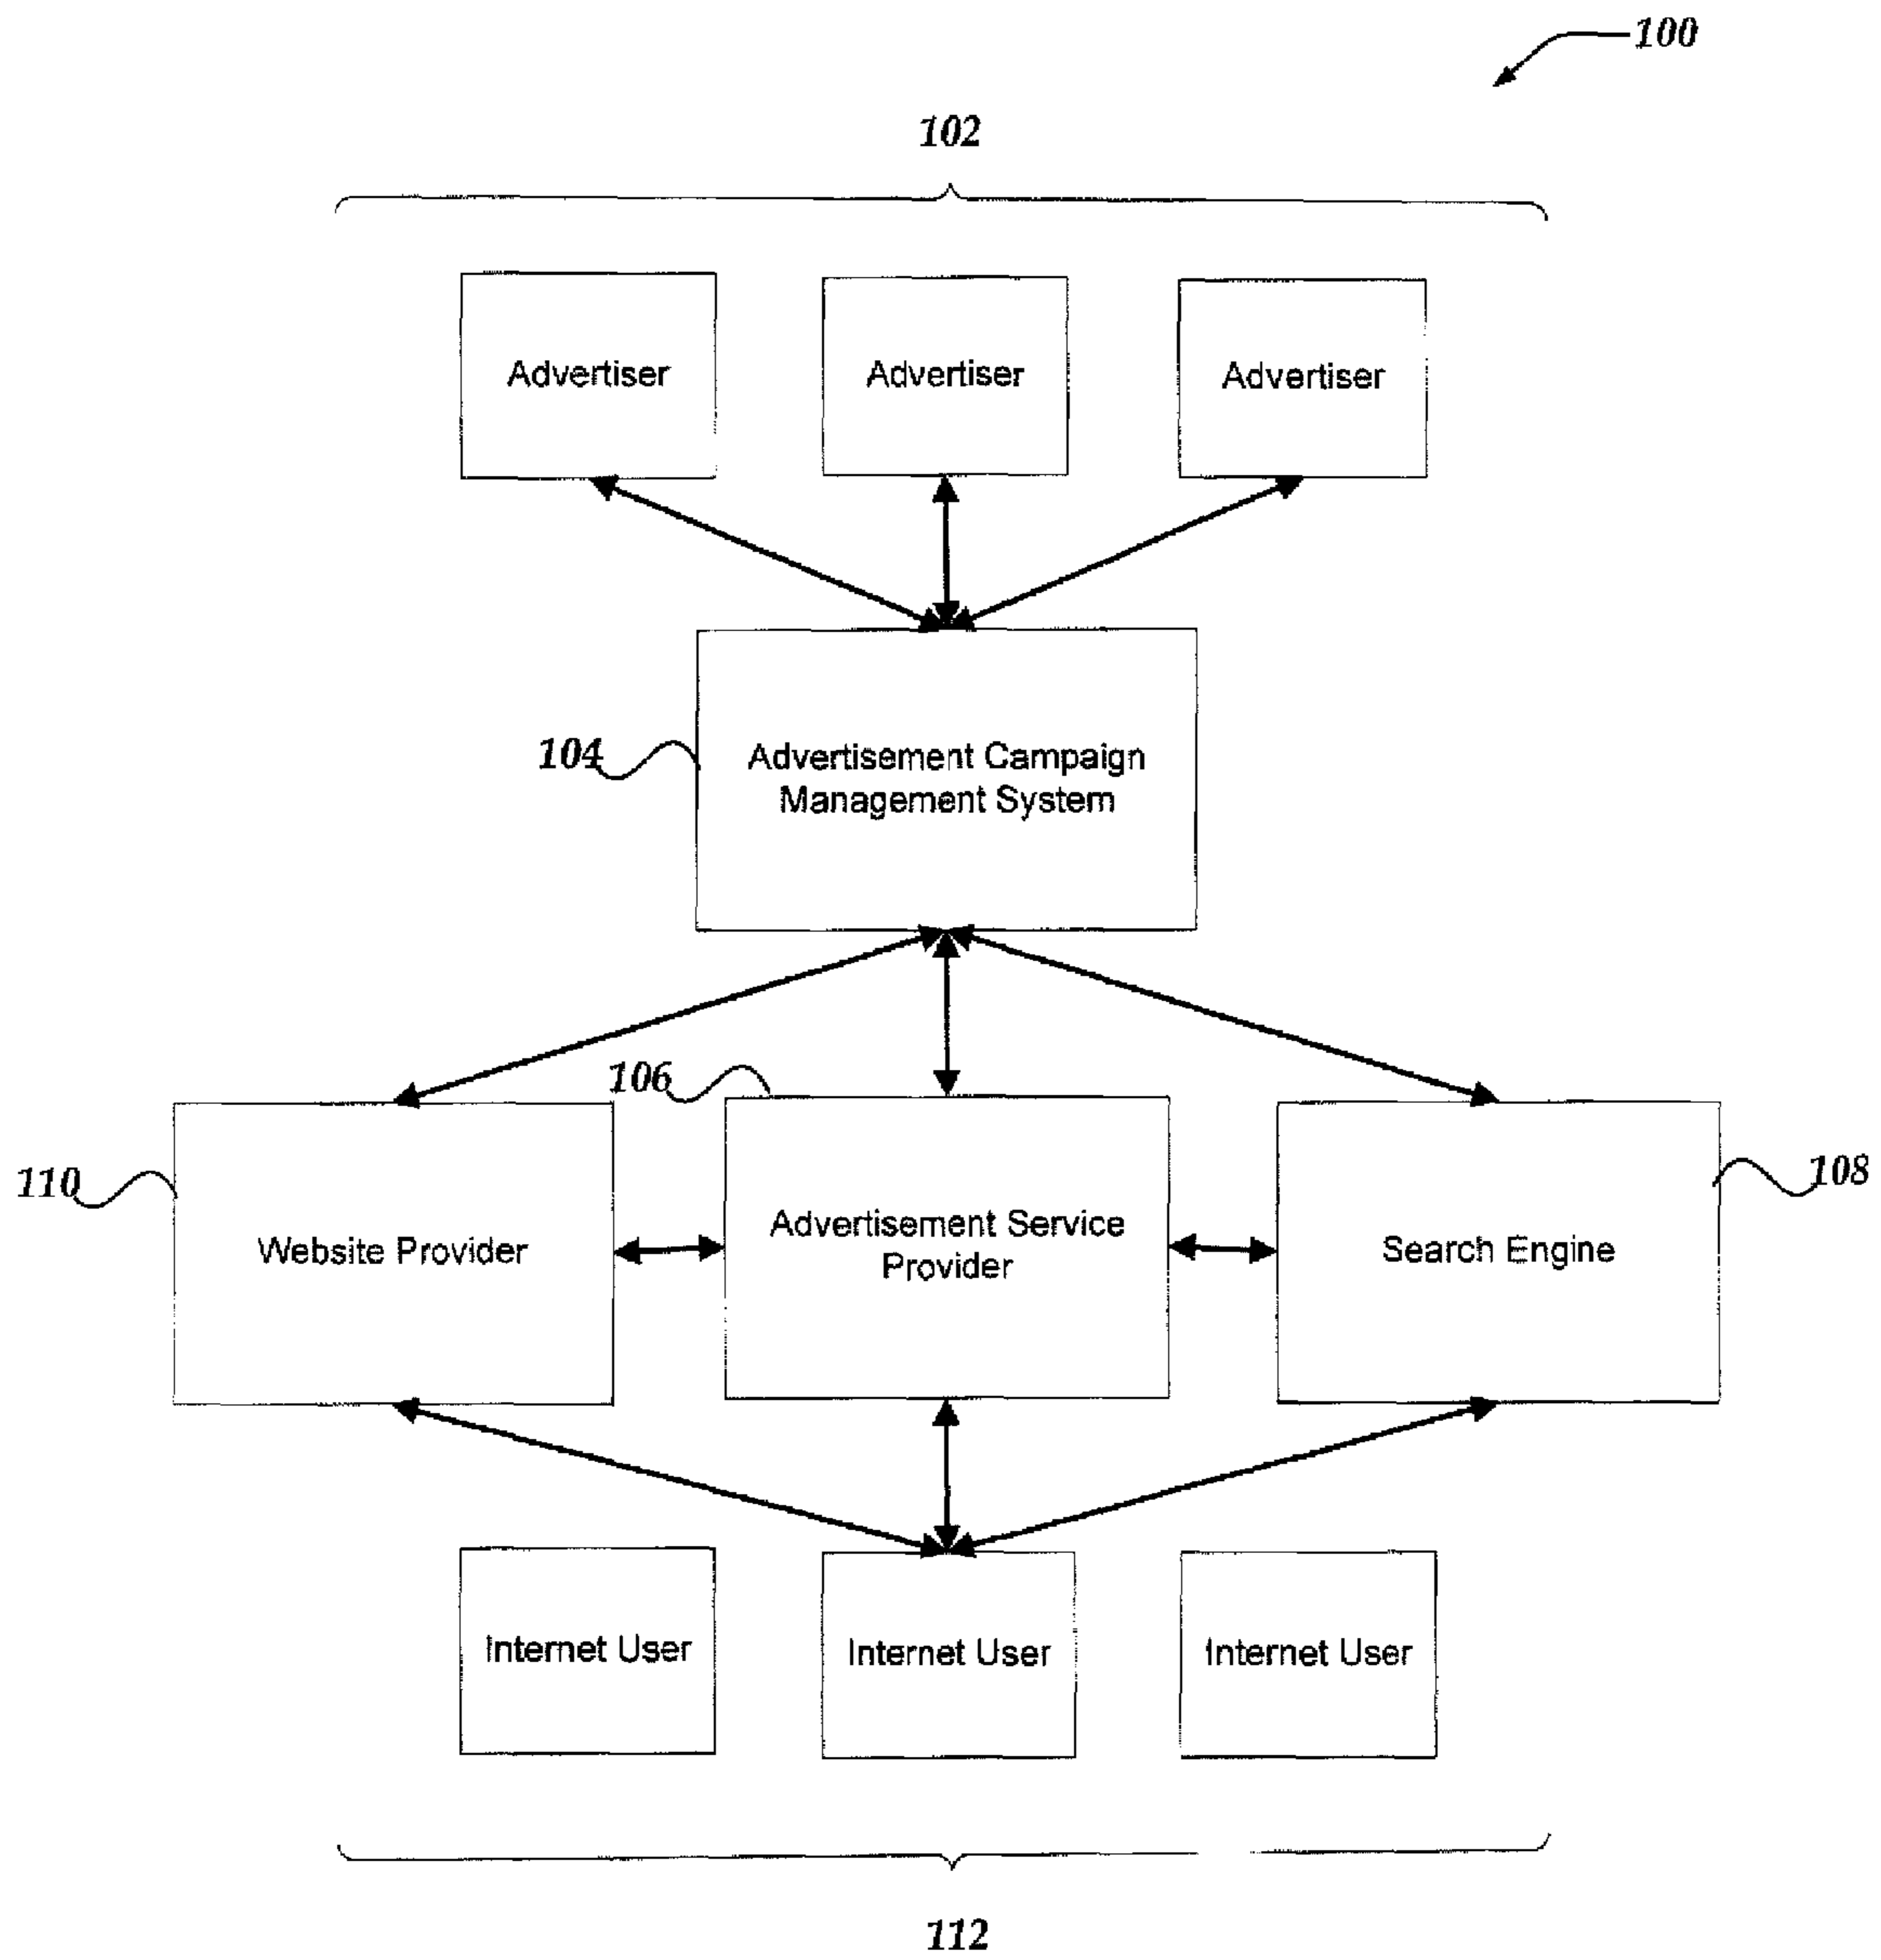 100
102
Advertiser
Advertiser
Advertiser
104
Advertisement Campaign
Management System
106
110
108
Website Provider
Advertisement Service
Provider
Search Engine
Internet User
Internet User
Internet User
112